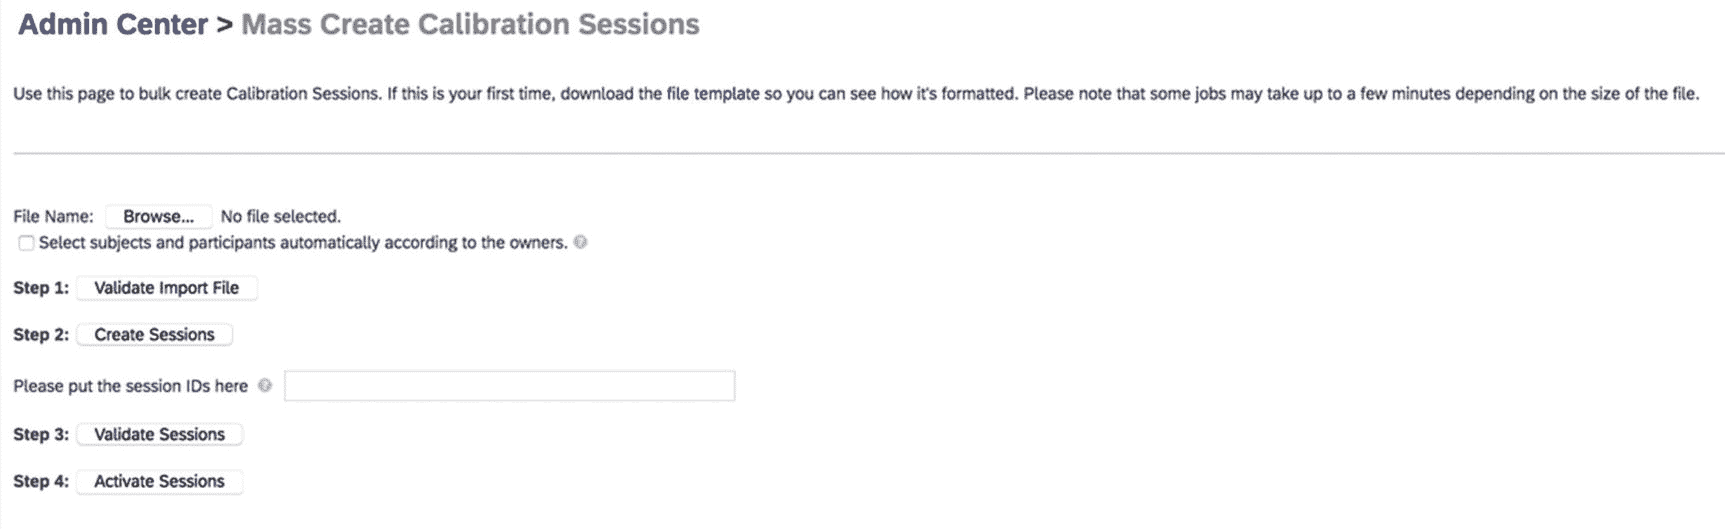 Admin Center > Mass Create Calibration Sessions
Use this page to bulk create Calibration Sessions. If this is your first time, download the file template so you can see how it's formatted. Please note that some jobs may take up to a few minutes depending on the size of the file.
File Name: Browse... No file selected.
Select subjects and participants automatically according to the owners. ?
Step 1: Validate Import File
Step 2: Create Sessions
Please put the session IDs here ?
Step 3: Validate Sessions
Step 4: Activate Sessions